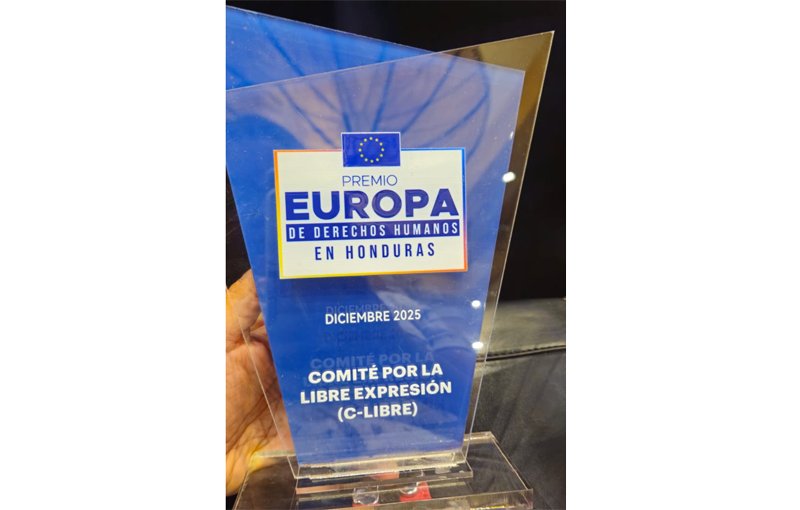 PREMIO
EUROPA
DE DERECHOS HUMANOS
EN HONDURAS
DICIEMBRE 2025
COMITÉ POR LA
LIBRE EXPRESIÓN
(C-LIBRE)